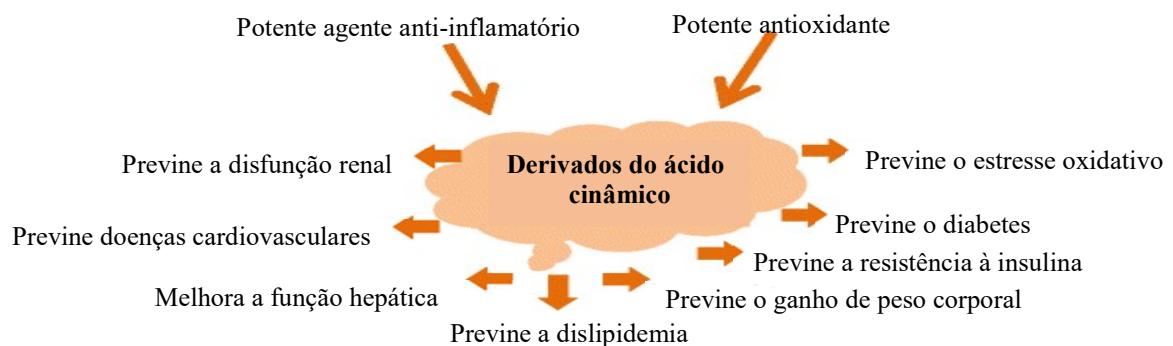 Potente agente anti-inflamatório
Potente antioxidante
Derivados do ácido
cinâmico
Previne a disfunção renal
Previne o estresse oxidativo
Previne doenças cardiovasculares
Previne o diabetes
Previne a resistência à insulina
Melhora a função hepática
Previne o ganho de peso corporal
Previne a dislipidemia